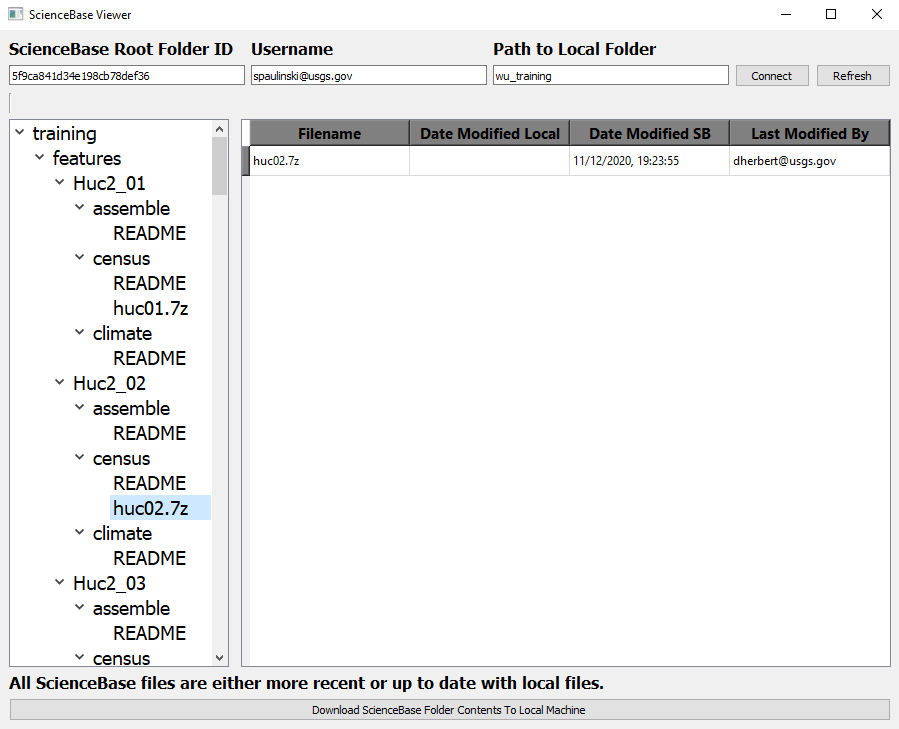 ScienceBase Viewer
ScienceBase Root Folder ID Username Path to Local Folder
5f9ca841d34e198cb78def36 spaulinski@usgs.gov wu_training Connect Refresh
training
features
Huc2_01
assemble
README
census
README
huc01.7z
climate
README
Huc2_02
assemble
README
census
README
huc02.7z
climate
README
Huc2_03
assemble
README
census
Filename Date Modified Local Date Modified SB Last Modified By
huc02.7z 11/12/2020, 19:23:55 dherbert@usgs.gov
All ScienceBase files are either more recent or up to date with local files.
Download ScienceBase Folder Contents To Local Machine